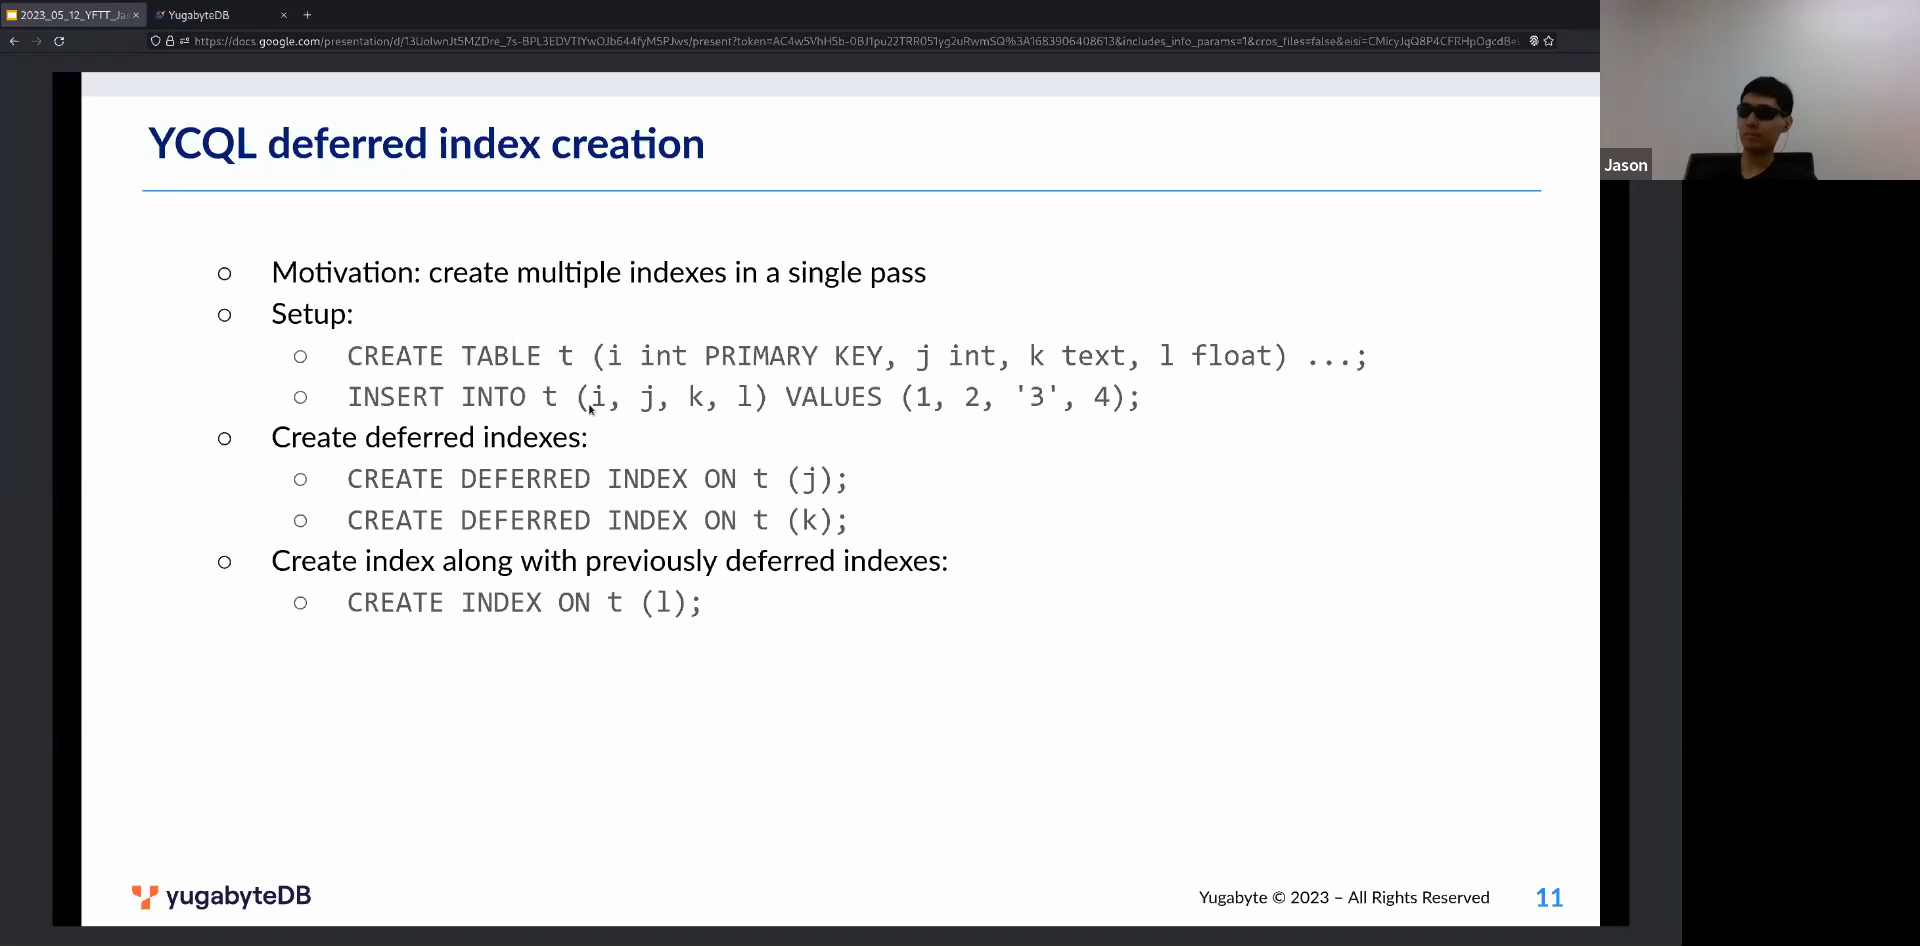 2023_05_12_YFTT_Ja
YugabyteDB
Jason
YCQL deferred index creation
Motivation: create multiple indexes in a single pass
Setup:
CREATE TABLE t (i int PRIMARY KEY, j int, k text, l float) ...;
INSERT INTO t (i, j, k, l) VALUES (1, 2, '3', 4);
Create deferred indexes:
CREATE DEFERRED INDEX ON t (j);
CREATE DEFERRED INDEX ON t (k);
Create index along with previously deferred indexes:
CREATE INDEX ON t (l);
yugabyteDB
Yugabyte © 2023 – All Rights Reserved
11